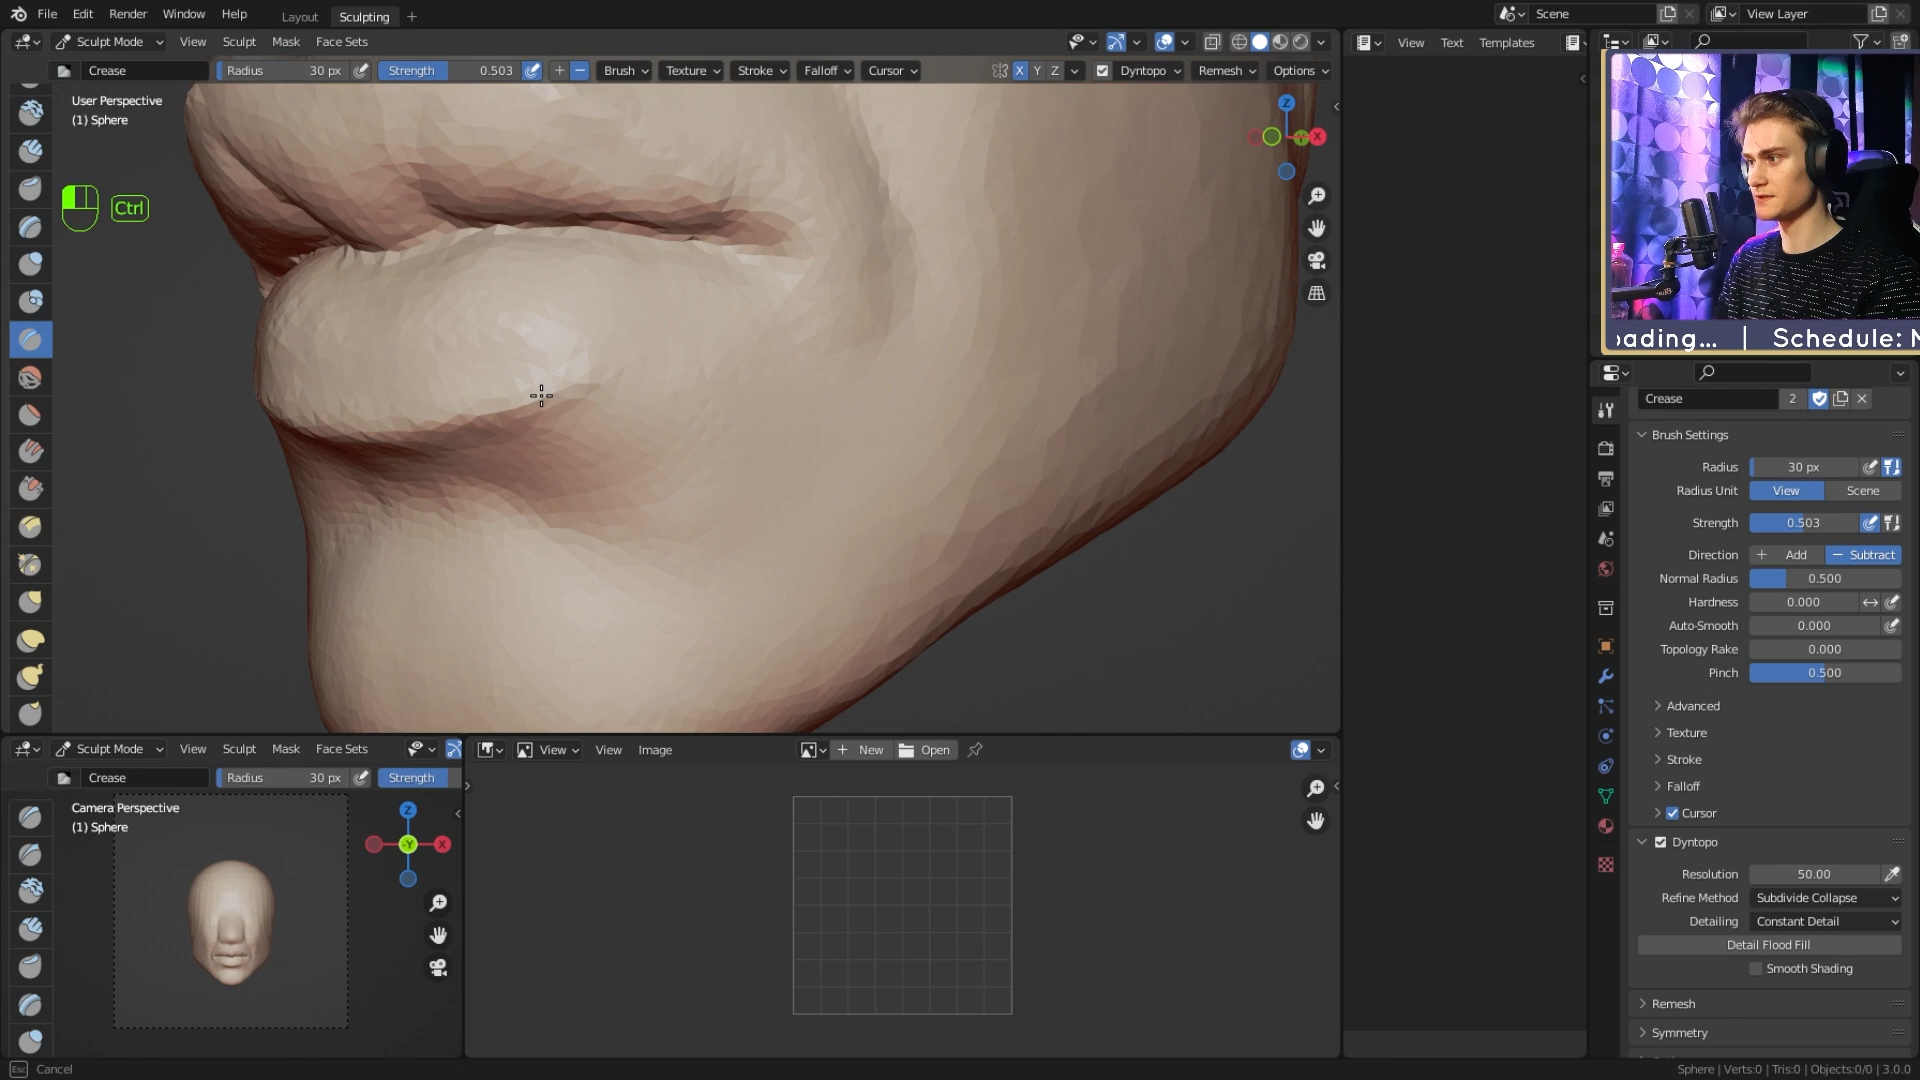 File Edit Render Window Help Layout Sculpting + Scene View Layer
Sculpt Mode View Sculpt Mask Face Sets View Text Templates
Crease Radius 30 px Strength 0.503 Brush Texture Stroke Falloff Cursor X Y Z Dyntopo Remesh Options
User Perspective
(1) Sphere
Z
X
Ctrl
ading... | Schedule:
Crease 2
Brush Settings
Radius 30 px
Radius Unit View Scene
Strength 0.503
Direction + Add − Subtract
Normal Radius 0.500
Hardness 0.000
Auto-Smooth 0.000
Topology Rake 0.000
Pinch 0.500
Advanced
Texture
Stroke
Falloff
Cursor
Dyntopo
Resolution 50.00
Refine Method Subdivide Collapse
Detailing Constant Detail
Detail Flood Fill
Smooth Shading
Remesh
Symmetry
Sculpt Mode View Sculpt Mask Face Sets View View Image + New Open
Crease Radius 30 px Strength
Camera Perspective
(1) Sphere
Z
-Y X
Esc Cancel
Sphere | Verts:0 | Tris:0 | Objects:0/0 | 3.0.0